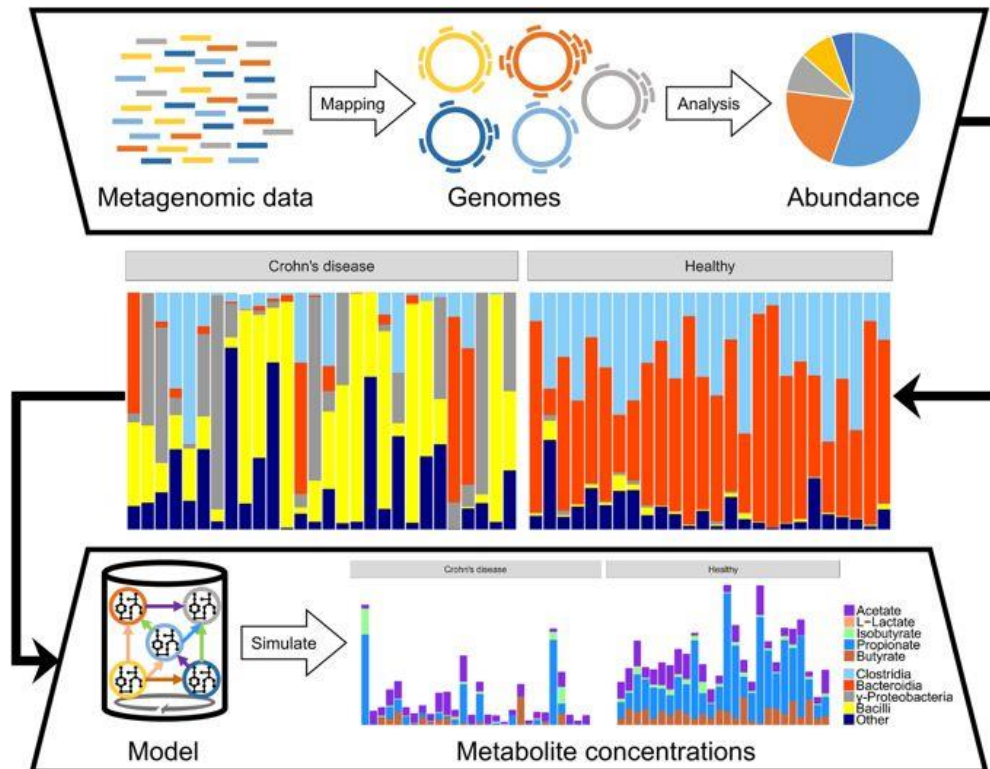 Mapping
Analysis
Metagenomic data
Genomes
Abundance
Crohn's disease
Healthy
Simulate
Crohn's disease
Healthy
Acetate
L-Lactate
Isobutyrate
Propionate
Butyrate
Clostridia
Bacteroidia
γ-Proteobacteria
Bacilli
Other
Model
Metabolite concentrations